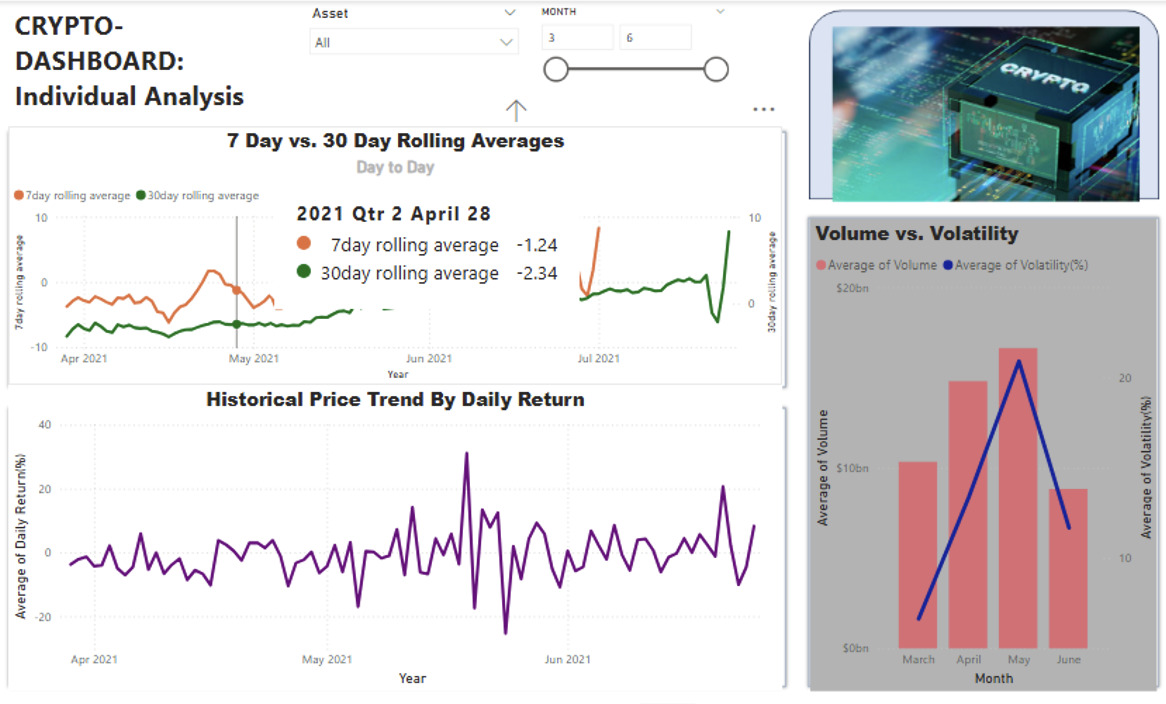 CRYPTO-
DASHBOARD:
Individual Analysis
Asset
All
MONTH
3
6
CRYPTO
7 Day vs. 30 Day Rolling Averages
Day to Day
7day rolling average
30day rolling average
2021 Qtr 2 April 28
7day rolling average -1.24
30day rolling average -2.34
7day rolling average
10
0
-10
10
0
30day rolling average
Apr 2021
May 2021
Jun 2021
Jul 2021
Year
Historical Price Trend By Daily Return
Average of Daily Return(%)
40
20
0
-20
Apr 2021
May 2021
Jun 2021
Year
Volume vs. Volatility
Average of Volume
Average of Volatility(%)
Average of Volume
$20bn
$10bn
$0bn
20
10
Average of Volatility(%)
March
April
May
June
Month